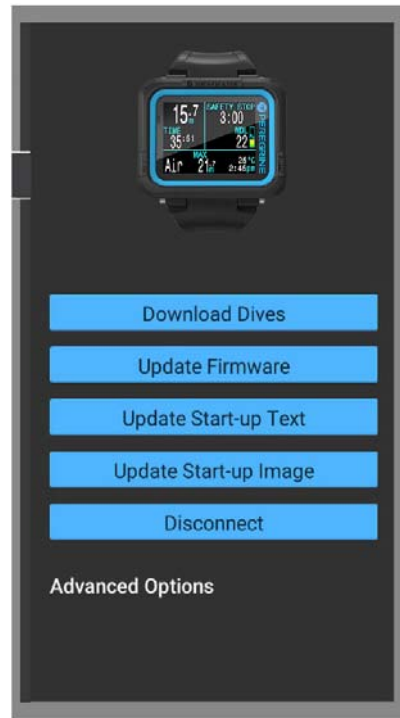 15.7
m
SAFETY STOP
3:00
TIME
35:51
NDL
22
MAX
Air
21.7
m
26°C
2:46pm
PEREGRINE
Download Dives
Update Firmware
Update Start-up Text
Update Start-up Image
Disconnect
Advanced Options